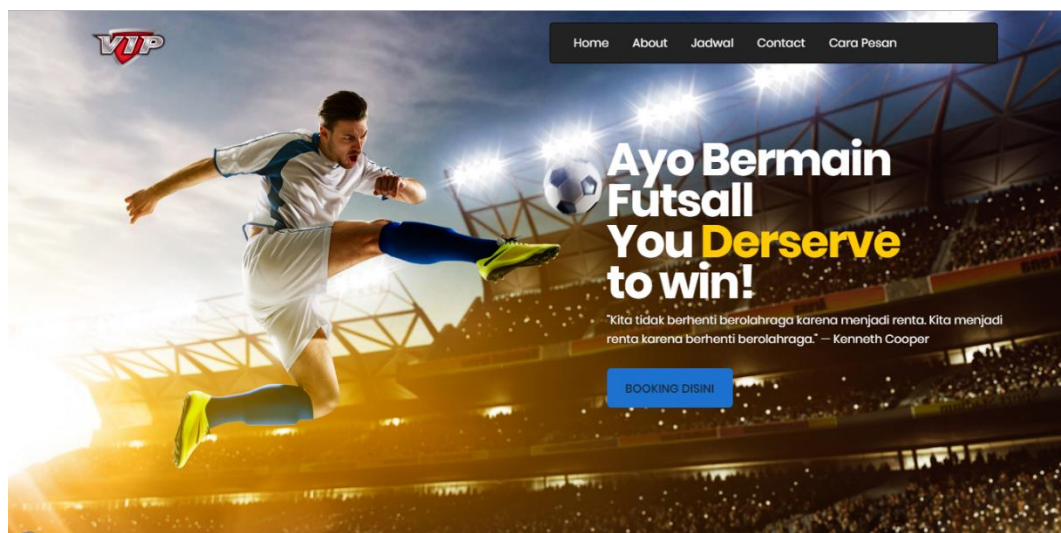 VIP
Home About Jadwal Contact Cara Pesan
Ayo Bermain
Futsall
You Derserve
to win!
"Kita tidak berhenti berolahraga karena menjadi renta. Kita menjadi
renta karena berhenti berolahraga." — Kenneth Cooper
BOOKING DISINI